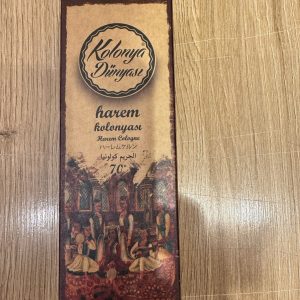 Kolonya
Dünyası
harem
kolonyası
Harem Cologne
ハーレムケルン
الحريم كولونيا
70°